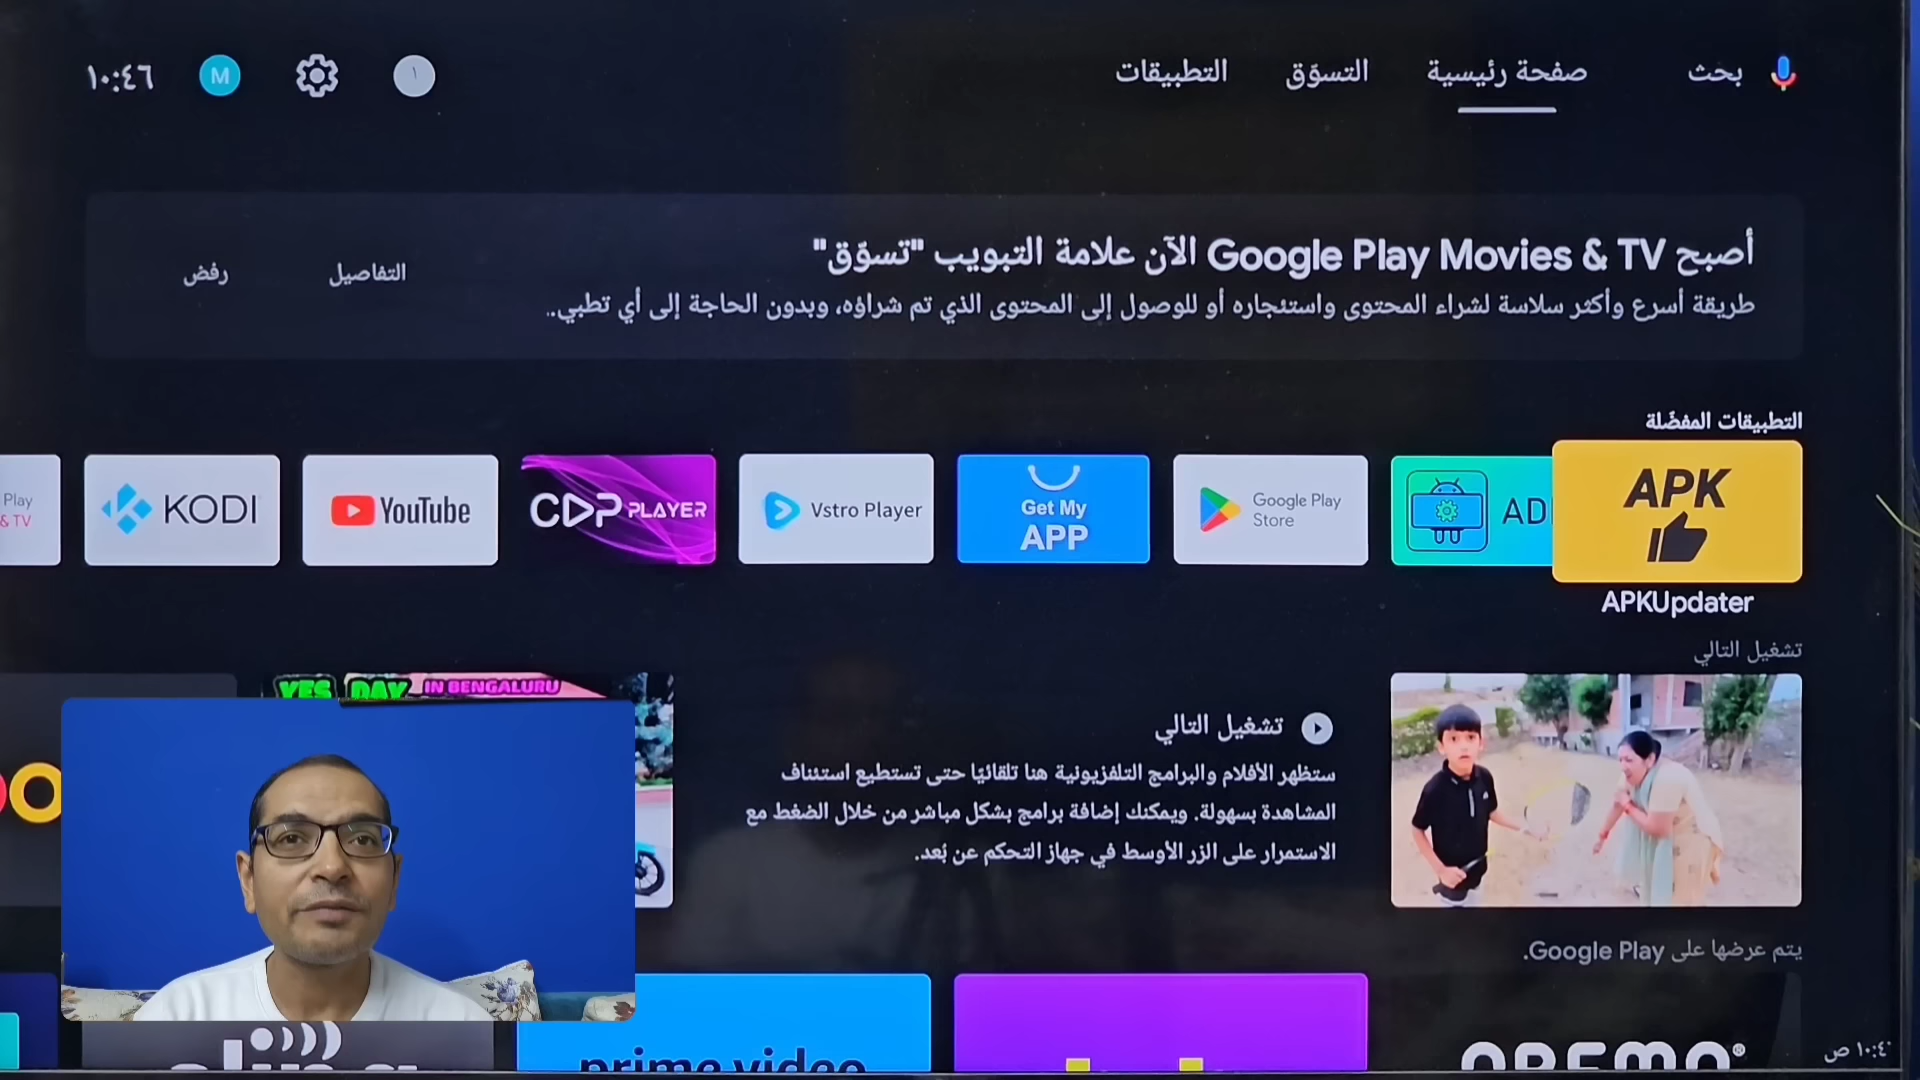 بحث
صفحة رئيسية
التسوّق
التطبيقات
١
M
١٠:٤٦
أصبح Google Play Movies & TV الآن علامة التبويب "تسوّق"
طريقة أسرع وأكثر سلاسة لشراء المحتوى واستئجاره أو للوصول إلى المحتوى الذي تم شراؤه، وبدون الحاجة إلى أي تطبي..
التفاصيل
رفض
التطبيقات المفضّلة
APK
APKUpdater
Google Play
Store
Get My
APP
Vstro Player
CDP PLAYER
YouTube
KODI
Play
& TV
تشغيل التالي
تشغيل التالي
ستظهر الأفلام والبرامج التلفزيونية هنا تلقائيًا حتى تستطيع استئناف
المشاهدة بسهولة. ويمكنك إضافة برامج بشكل مباشر من خلال الضغط مع
الاستمرار على الزر الأوسط في جهاز التحكم عن بُعد.
YES DAY IN BENGALURU
يتم عرضها على Google Play.
prime video